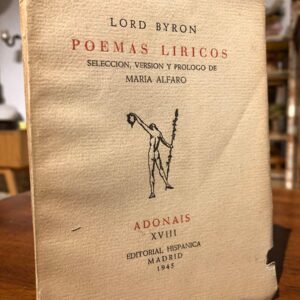 LORD BYRON
POEMAS LIRICOS
SELECCION, VERSION Y PROLOGO DE
MARIA ALFARO
ADONAIS
XVIII
EDITORIAL HISPANICA
MADRID
1945